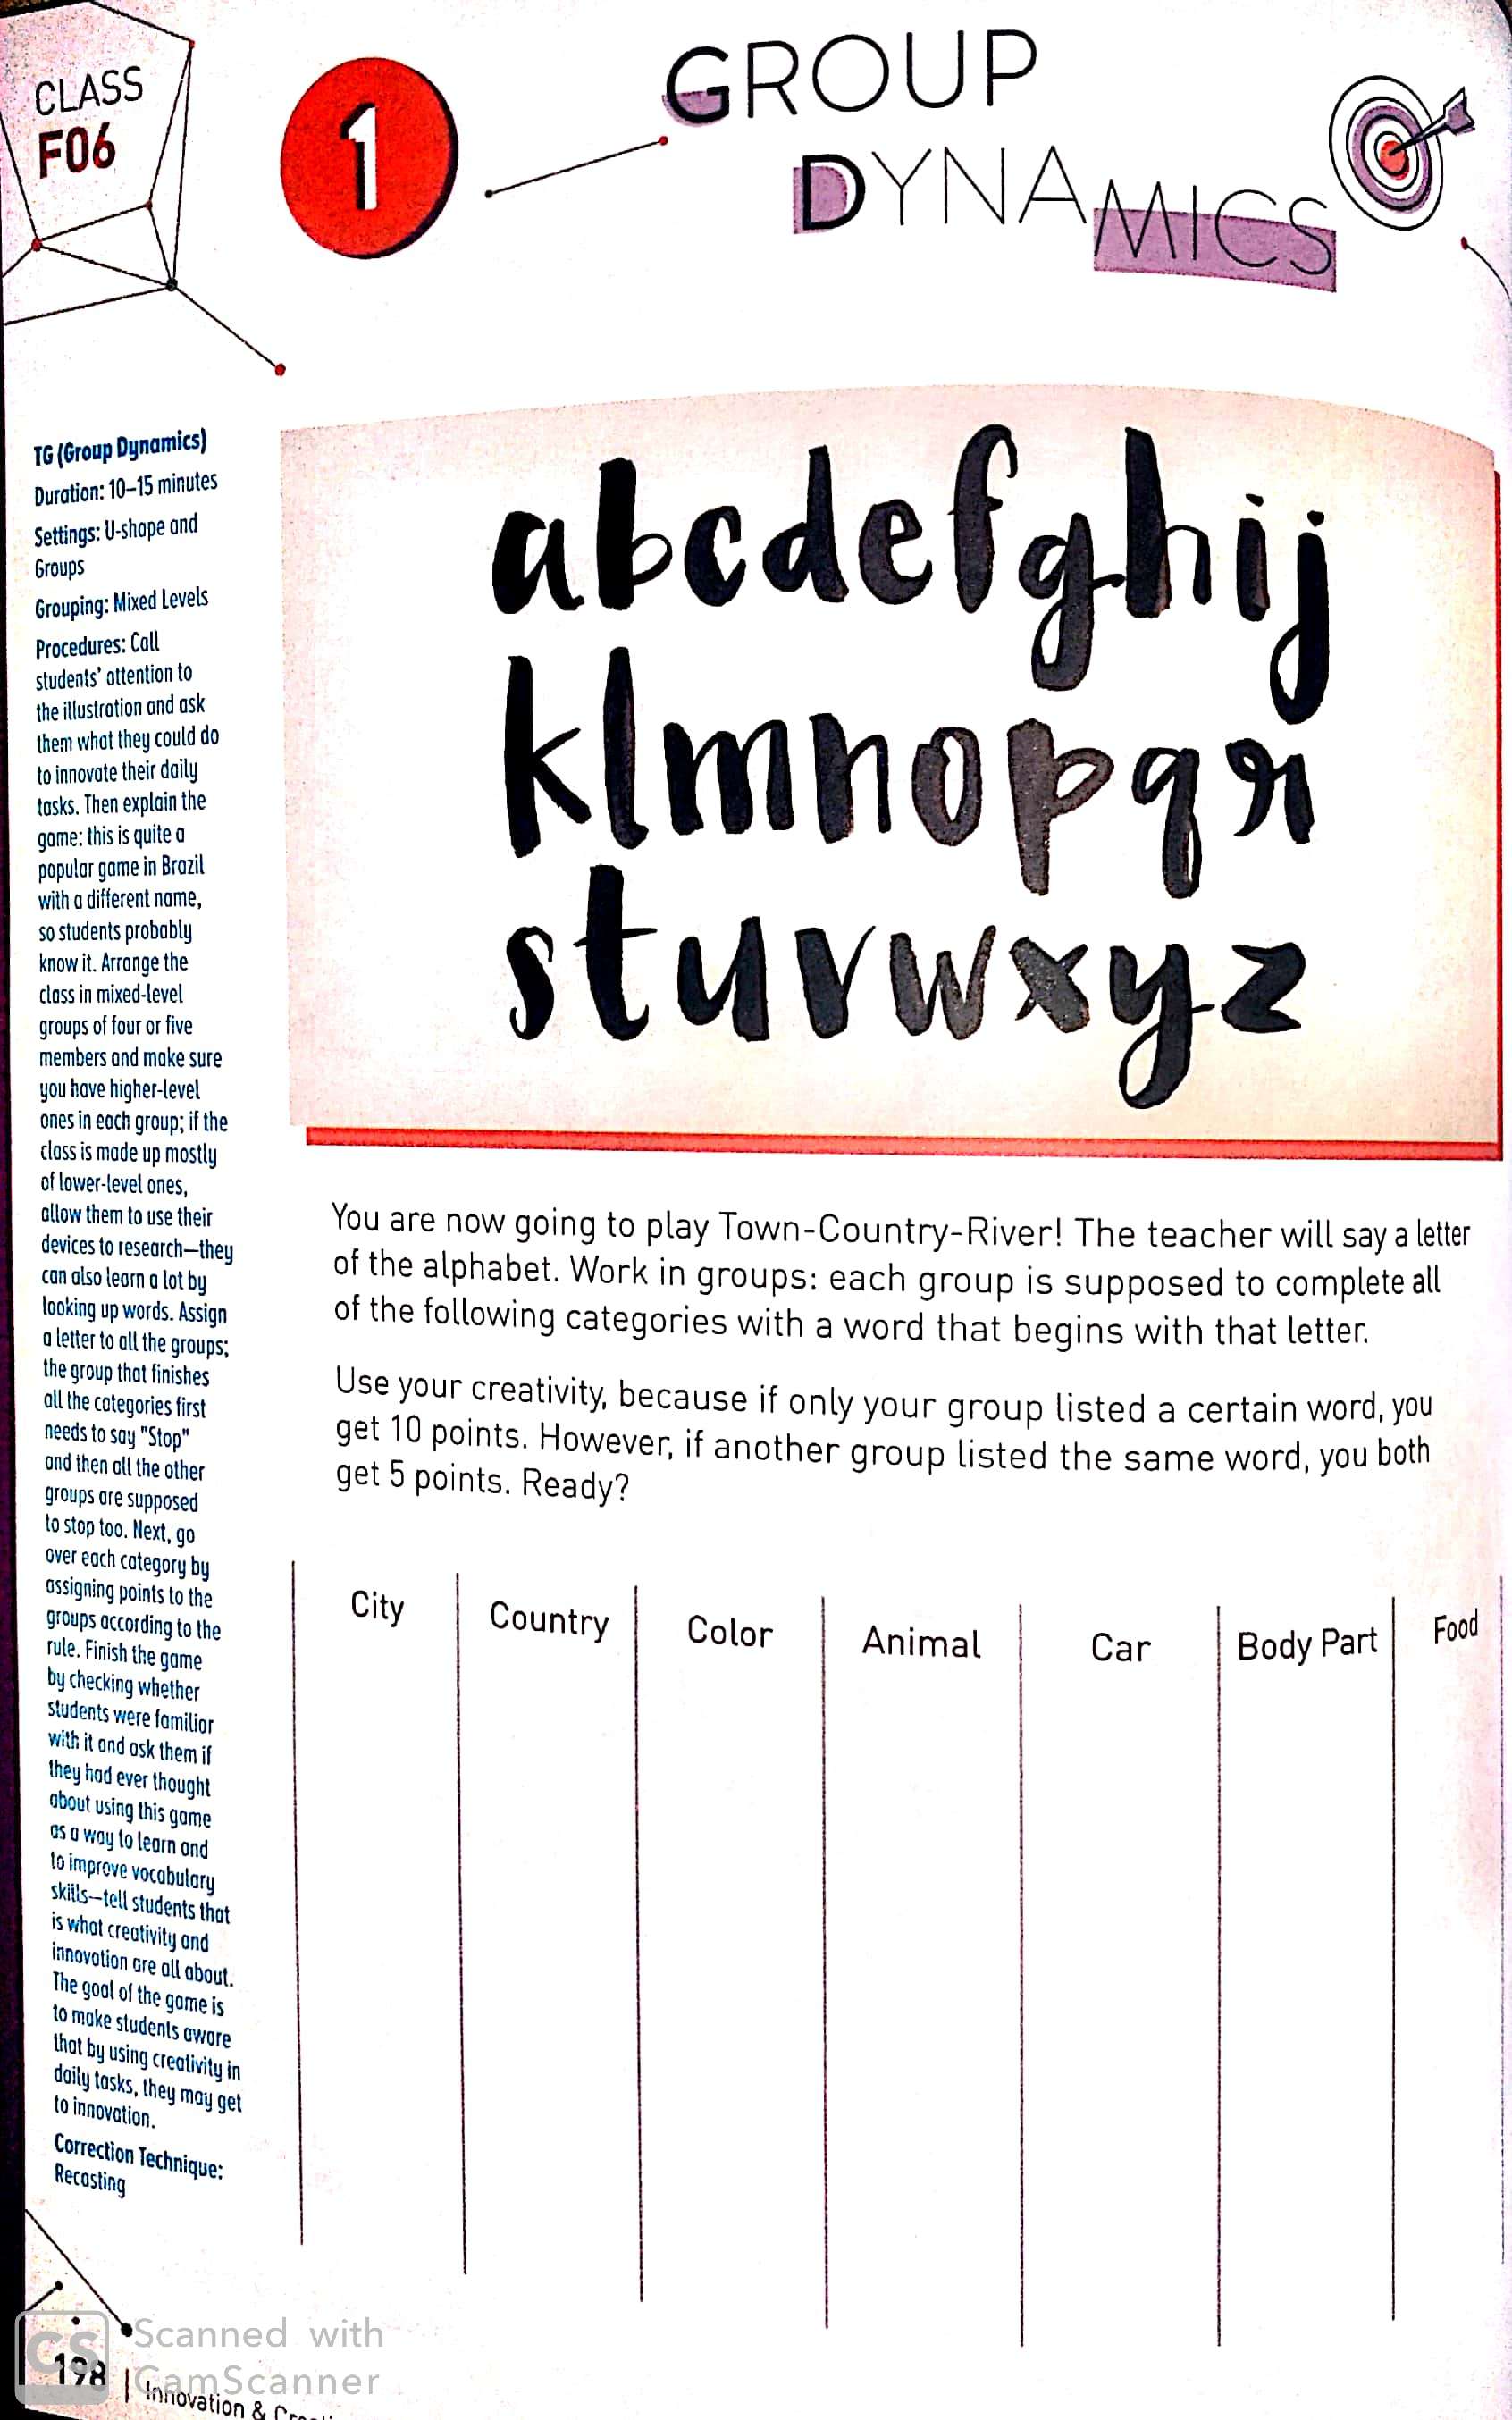 CLASS
F06
1
GROUP
DYNAMICS
TG (Group Dynamics)
Duration: 10–15 minutes
Settings: U-shape and
Groups
Grouping: Mixed Levels
Procedures: Call
students' attention to
the illustration and ask
them what they could do
to innovate their daily
tasks. Then explain the
game: this is quite a
popular game in Brazil
with a different name,
so students probably
know it. Arrange the
class in mixed-level
groups of four or five
members and make sure
you have higher-level
ones in each group; if the
class is made up mostly
of lower-level ones,
allow them to use their
devices to research—they
can also learn a lot by
looking up words. Assign
a letter to all the groups;
the group that finishes
all the categories first
needs to say "Stop"
and then all the other
groups are supposed
to stop too. Next, go
over each category by
assigning points to the
groups according to the
rule. Finish the game
by checking whether
students were familiar
with it and ask them if
they had ever thought
about using this game
as a way to learn and
to improve vocabulary
skills—tell students that
is what creativity and
innovation are all about.
The goal of the game is
to make students aware
that by using creativity in
daily tasks, they may get
to innovation.
Correction Technique:
Recasting
abcdefghij
klmnopqr
stuvwxyz
You are now going to play Town-Country-River! The teacher will say a letter
of the alphabet. Work in groups: each group is supposed to complete all
of the following categories with a word that begins with that letter.
Use your creativity, because if only your group listed a certain word, you
get 10 points. However, if another group listed the same word, you both
get 5 points. Ready?
City Country Color Animal Car Body Part Food
CS Scanned with
CamScanner
198 | Innovation &